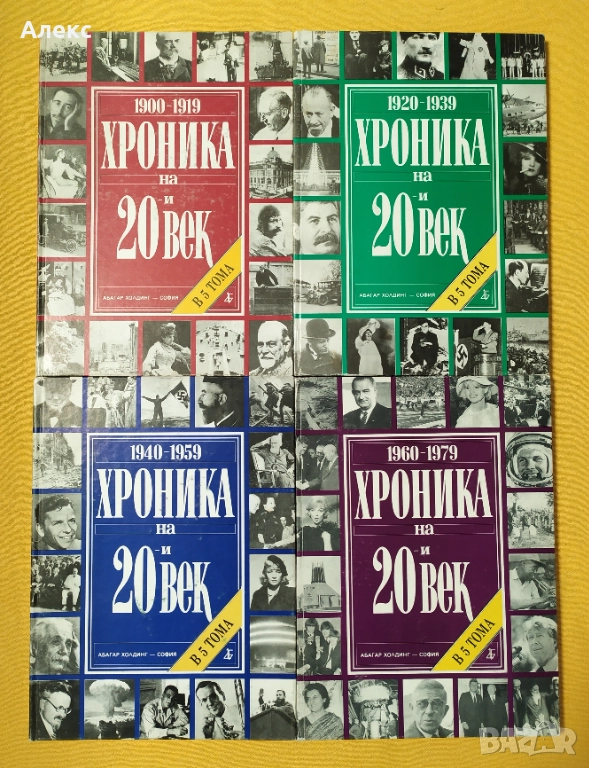 Алекс
1900-1919
ХРОНИКА
на
20-и век
В 5 ТОМА
АБАГАР ХОЛДИНГ — СОФИЯ
1920-1939
ХРОНИКА
на
20-и век
В 5 ТОМА
АБАГАР ХОЛДИНГ — СОФИЯ
1940-1959
ХРОНИКА
на
20-и век
В 5 ТОМА
АБАГАР ХОЛДИНГ — СОФИЯ
1960-1979
ХРОНИКА
на
20-и век
В 5 ТОМА
АБАГАР ХОЛДИНГ — СОФИЯ
BAZAR